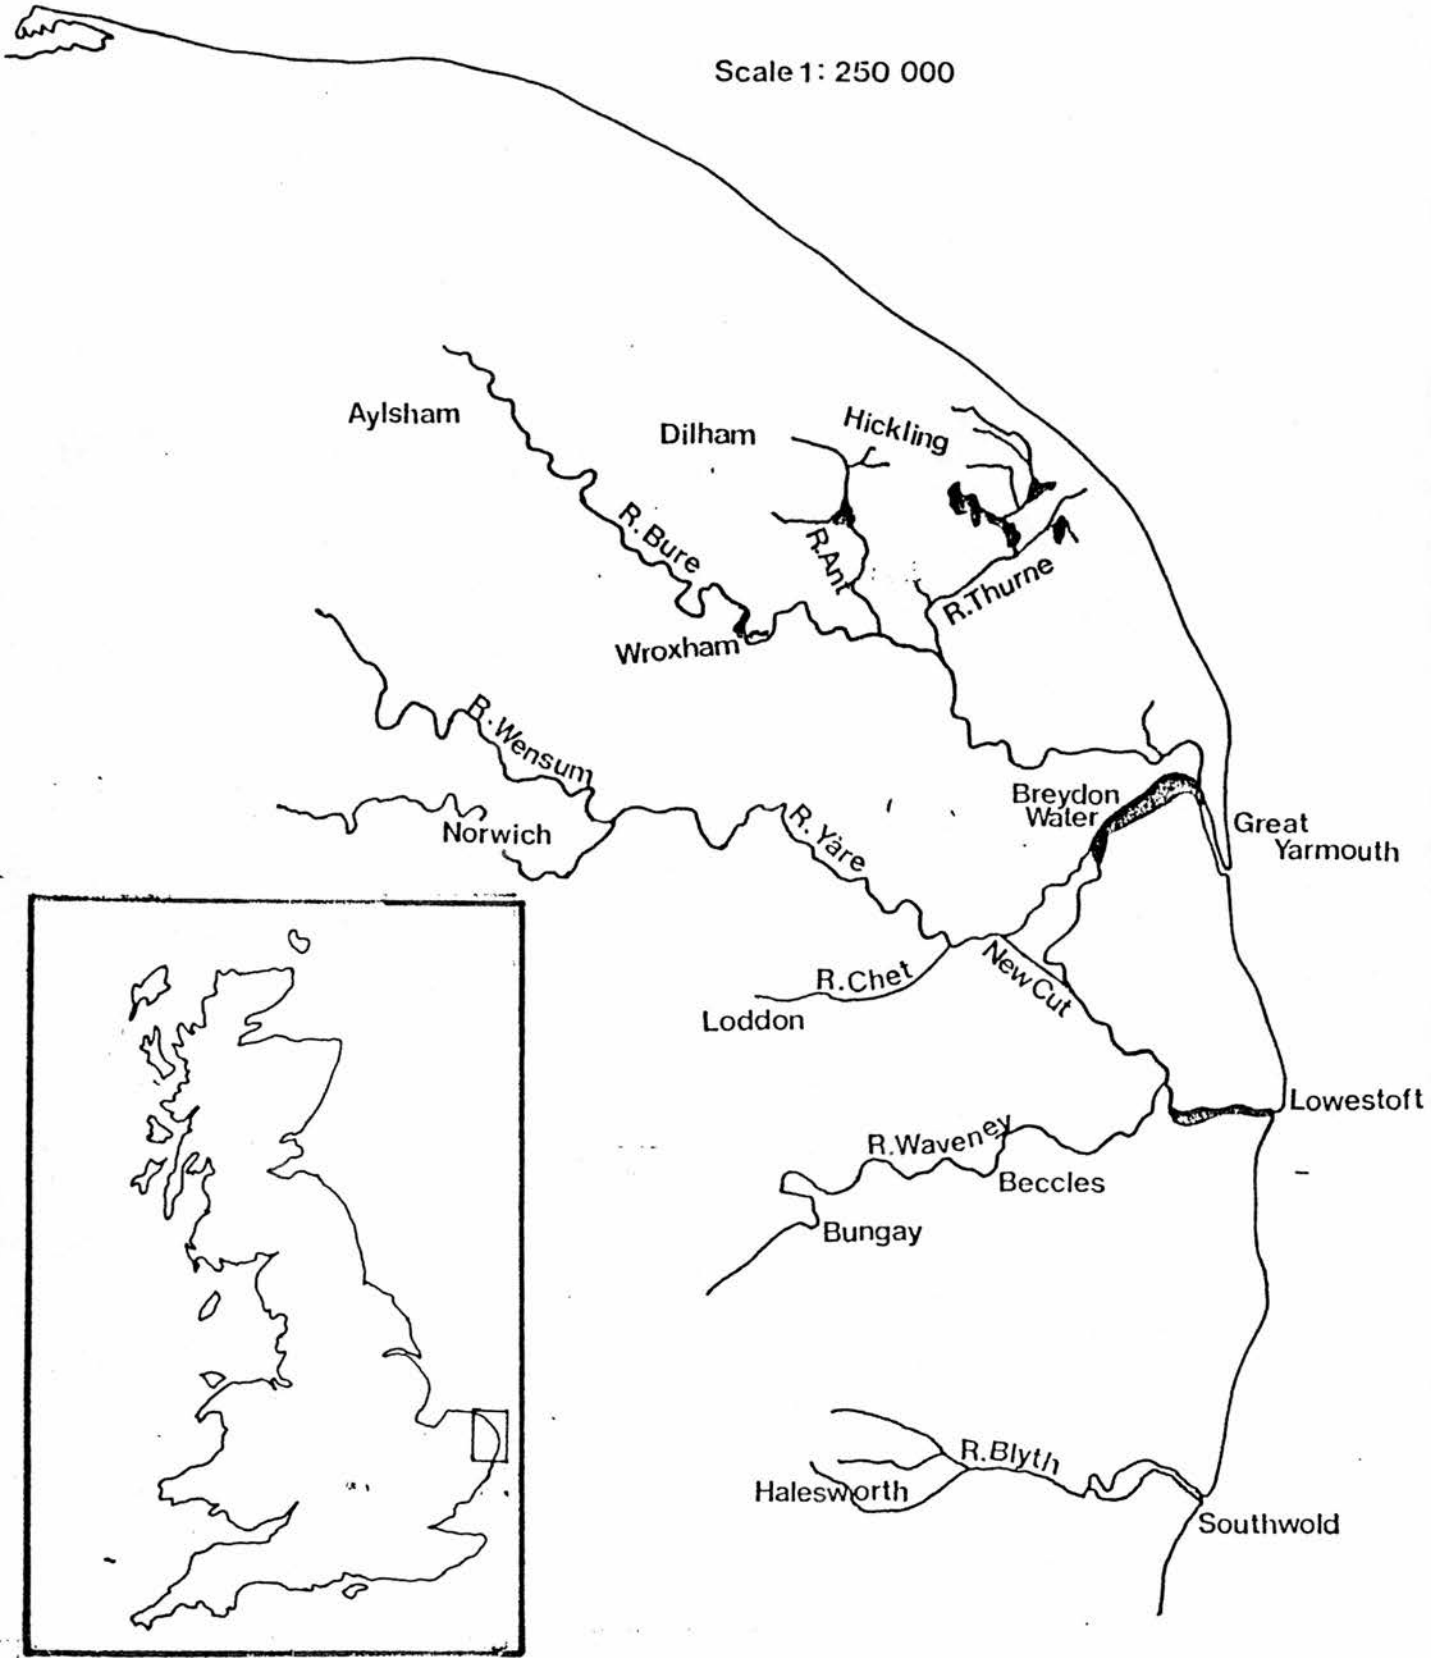 Scale 1: 250 000
Aylsham
Dilham
Hickling
R. Bure
R. Ant
R. Thurne
Wroxham
R. Wensum
Norwich
R. Yare
Breydon
Water
Great
Yarmouth
R. Chet
Loddon
New Cut
Lowestoft
R. Waveney
Beccles
Bungay
R. Blyth
Halesworth
Southwold